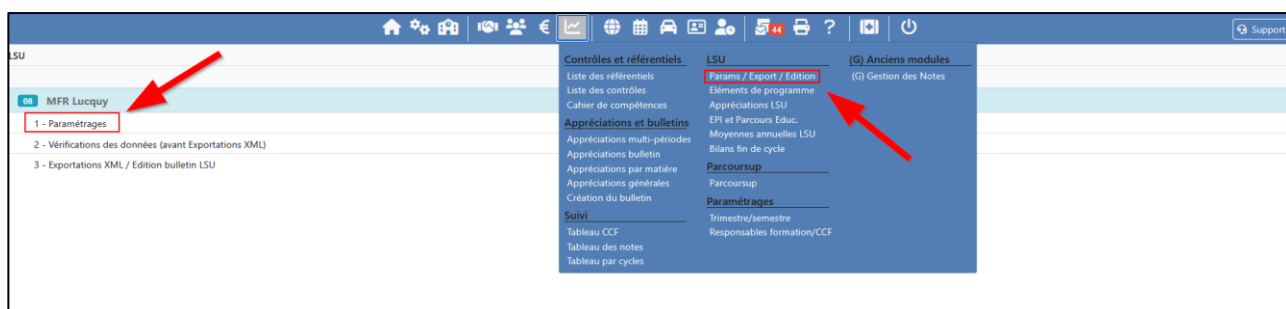 44
?
Support
LSU
08 MFR Lucquy
1 - Paramétrages
2 - Vérifications des données (avant Exportations XML)
3 - Exportations XML / Edition bulletin LSU
Contrôles et référentiels
Liste des référentiels
Liste des contrôles
Cahier de compétences
Appréciations et bulletins
Appréciations multi-périodes
Appréciations bulletin
Appréciations par matière
Appréciations générales
Création du bulletin
Suivi
Tableau CCF
Tableau des notes
Tableau par cycles
LSU
Params / Export / Edition
Eléments de programme
Appréciations LSU
EPI et Parcours Educ.
Moyennes annuelles LSU
Bilans fin de cycle
Parcoursup
Parcoursup
Paramétrages
Trimestre/semestre
Responsables formation/CCF
(G) Anciens modules
(G) Gestion des Notes